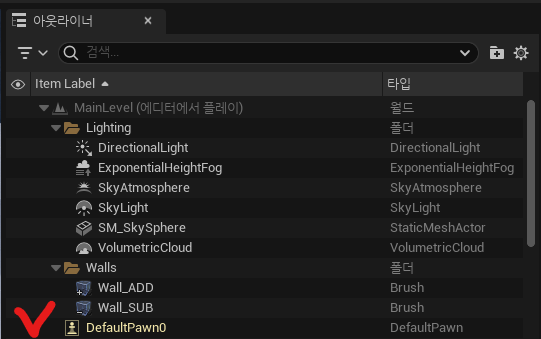 아웃라이너
검색...
Item Label 타입
MainLevel (에디터에서 플레이) 월드
Lighting 폴더
DirectionalLight DirectionalLight
ExponentialHeightFog ExponentialHeightFog
SkyAtmosphere SkyAtmosphere
SkyLight SkyLight
SM_SkySphere StaticMeshActor
VolumetricCloud VolumetricCloud
Walls 폴더
Wall_ADD Brush
Wall_SUB Brush
DefaultPawn0 DefaultPawn